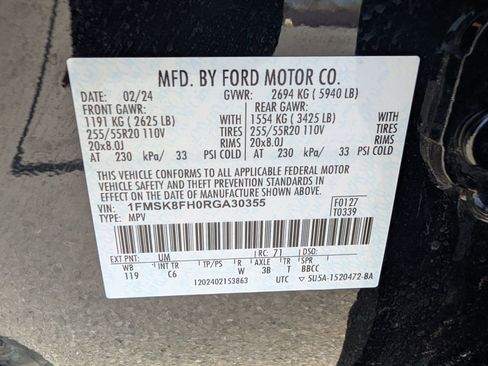 MFD. BY FORD MOTOR CO.
DATE: 02/24 GVWR: 2694 KG ( 5940 LB)
FRONT GAWR: REAR GAWR:
1191 KG ( 2625 LB) 1554 KG ( 3425 LB)
255/55R20 110V TIRES 255/55R20 110V TIRES
20x8.0J RIMS 20x8.0J RIMS
AT 230 kPa/ 33 PSI COLD AT 230 kPa/ 33 PSI COLD
THIS VEHICLE CONFORMS TO ALL APPLICABLE FEDERAL MOTOR
VEHICLE SAFETY AND THEFT PREVENTION STANDARDS IN
EFFECT ON THE DATE OF MANUFACTURE SHOWN ABOVE.
VIN: 1FMSK8FH0RGA30355 F0127
TYPE: MPV T0339
EXT PNT: UM RC: 71 DSO:
WB INT TR TP/PS R AXLE TR SPR
119 C6 W 3B T BBCC
1202402153863 UTC ▽ 5U5A-1520472-BA